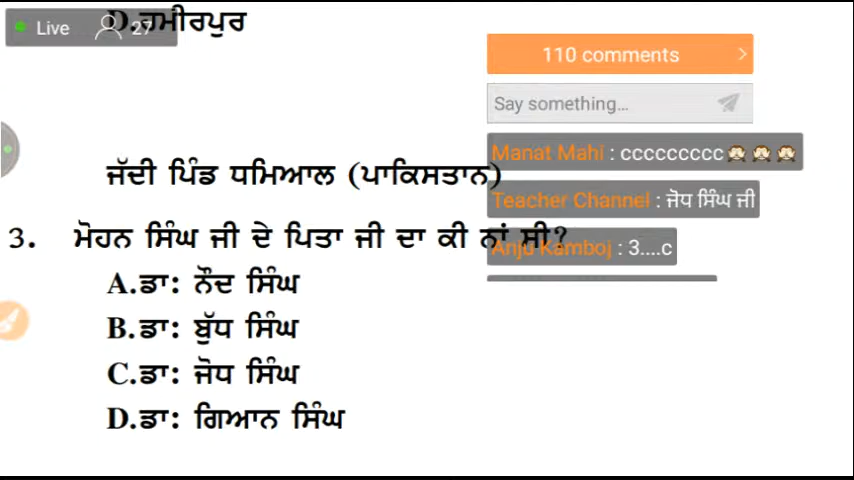 Live 27
D.ਹਮੀਰਪੁਰ
110 comments
Say something...
Manat Mahi : ccccccccc🙈🙈🙈
ਜੱਦੀ ਪਿੰਡ ਧਮਿਆਲ (ਪਾਕਿਸਤਾਨ)
Teacher Channel : ਜੋਧ ਸਿੰਘ ਜੀ
3. ਮੋਹਨ ਸਿੰਘ ਜੀ ਦੇ ਪਿਤਾ ਜੀ ਦਾ ਕੀ ਨਾਂ ਸੀ?
Anju Kamboj : 3....c
A.ਡਾ: ਨੌਦ ਸਿੰਘ
B.ਡਾ: ਬੁੱਧ ਸਿੰਘ
C.ਡਾ: ਜੋਧ ਸਿੰਘ
D.ਡਾ: ਗਿਆਨ ਸਿੰਘ